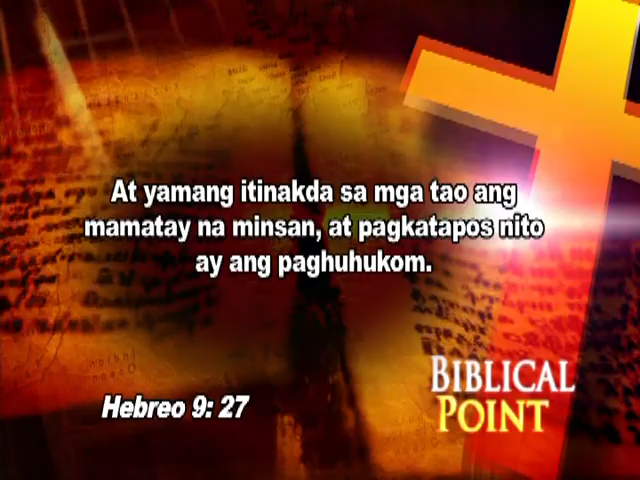 At yamang itinakda sa mga tao ang
mamatay na minsan, at pagkatapos nito
ay ang paghuhukom.
Hebreo 9: 27
BIBLICAL
POINT